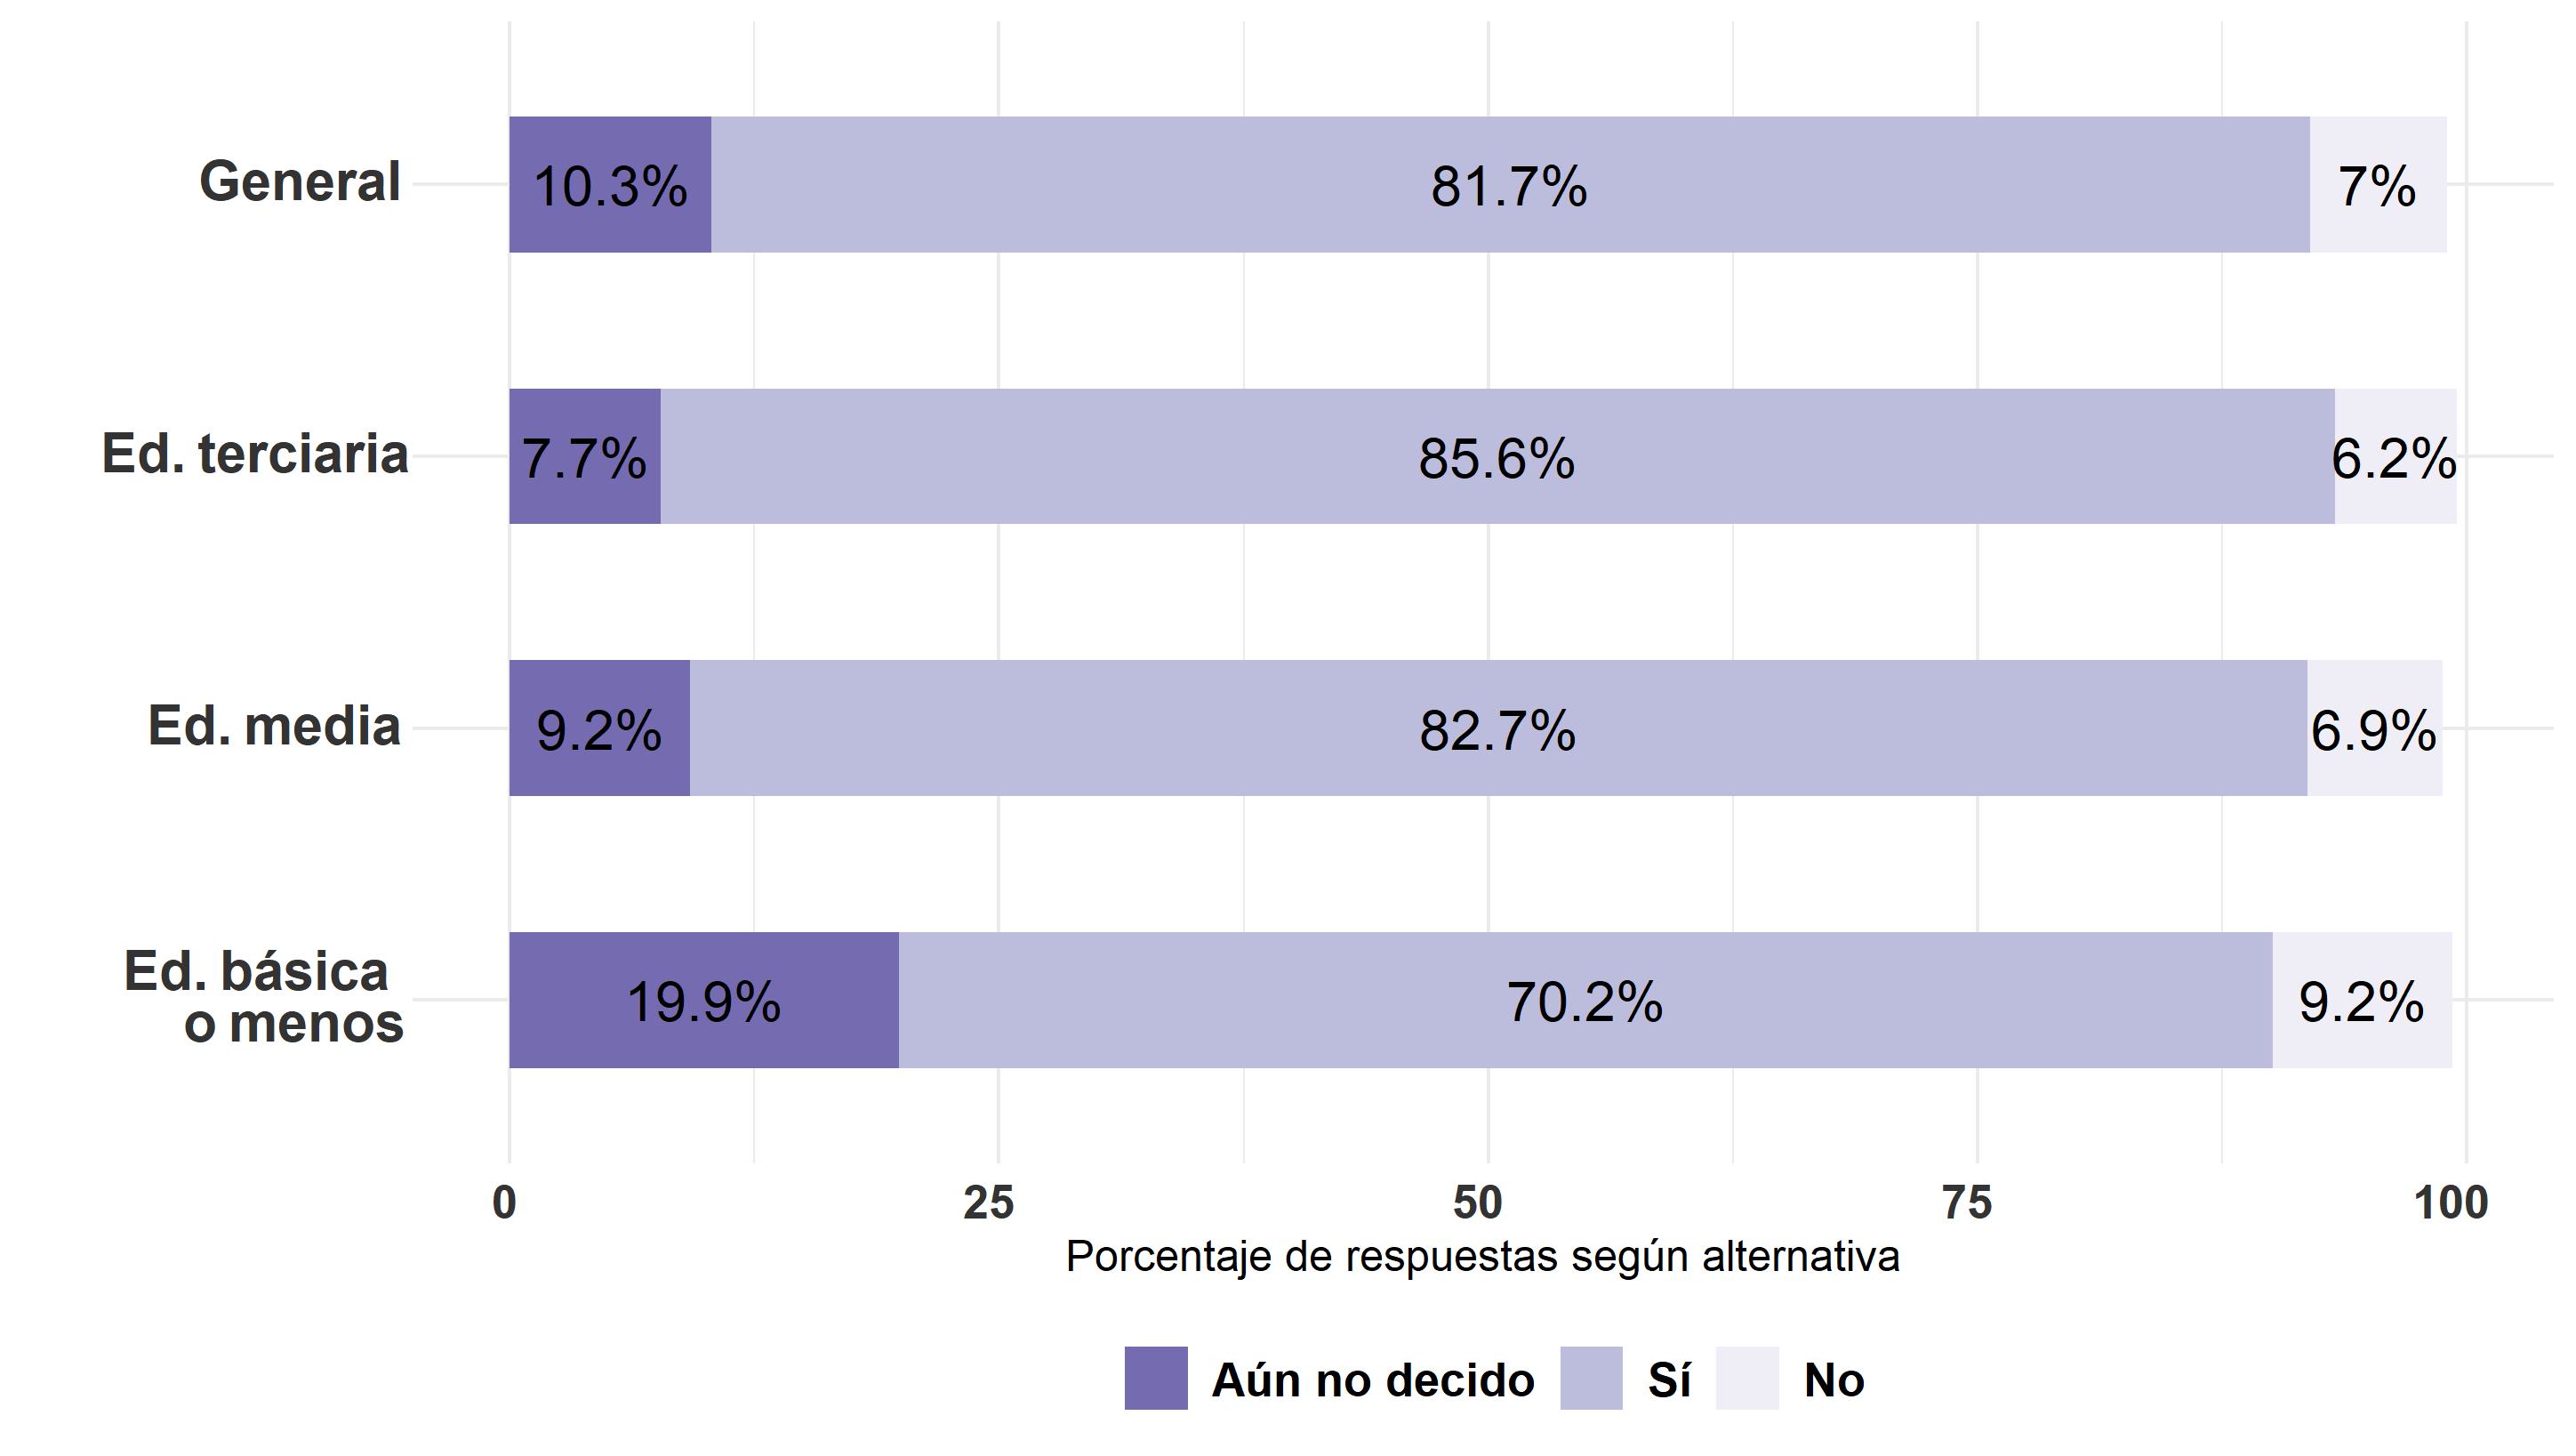 General
10.3%
81.7%
7%
Ed. terciaria
7.7%
85.6%
6.2%
Ed. media
9.2%
82.7%
6.9%
Ed. básica
o menos
19.9%
70.2%
9.2%
0
25
50
75
100
Porcentaje de respuestas según alternativa
Aún no decido
Sí
No